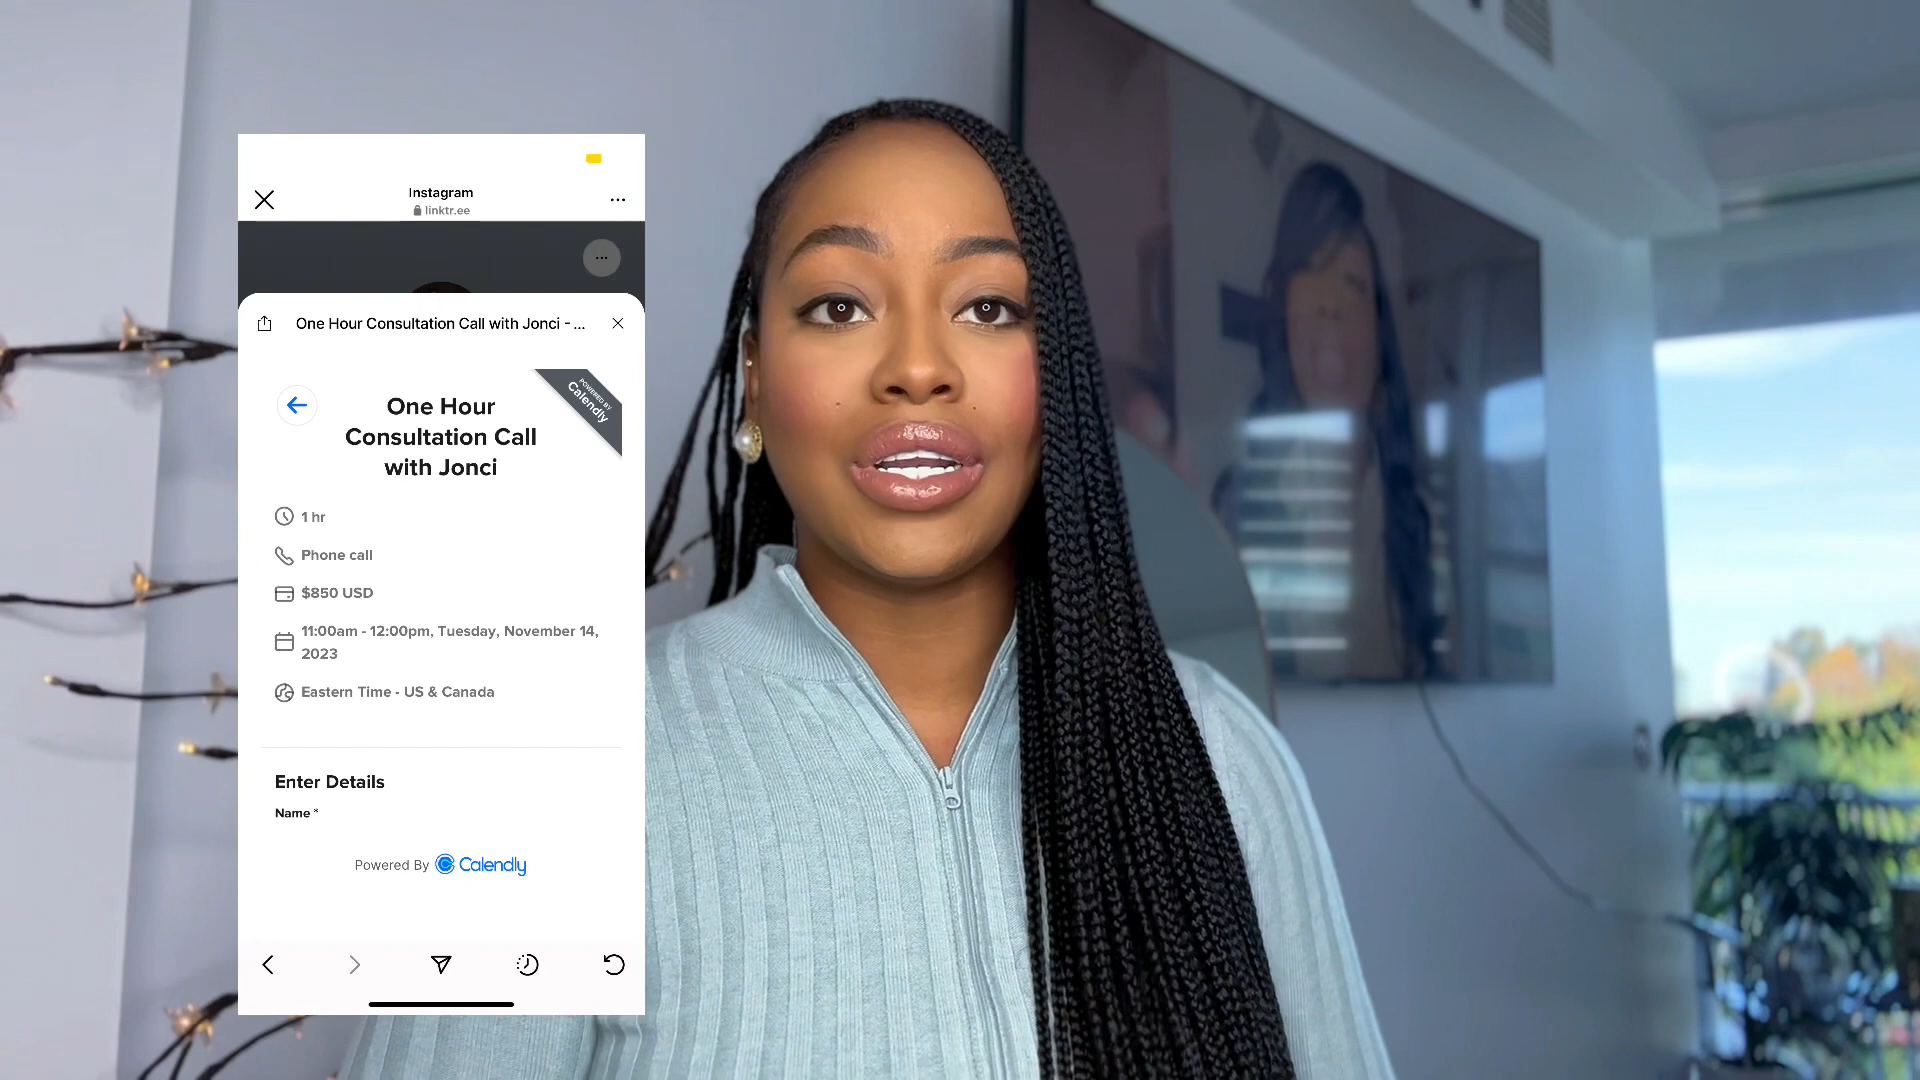 Instagram
linktr.ee
One Hour Consultation Call with Jonci - ...
POWERED BY
Calendly
One Hour
Consultation Call
with Jonci
1 hr
Phone call
$850 USD
11:00am - 12:00pm, Tuesday, November 14,
2023
Eastern Time - US & Canada
Enter Details
Name *
Powered By Calendly